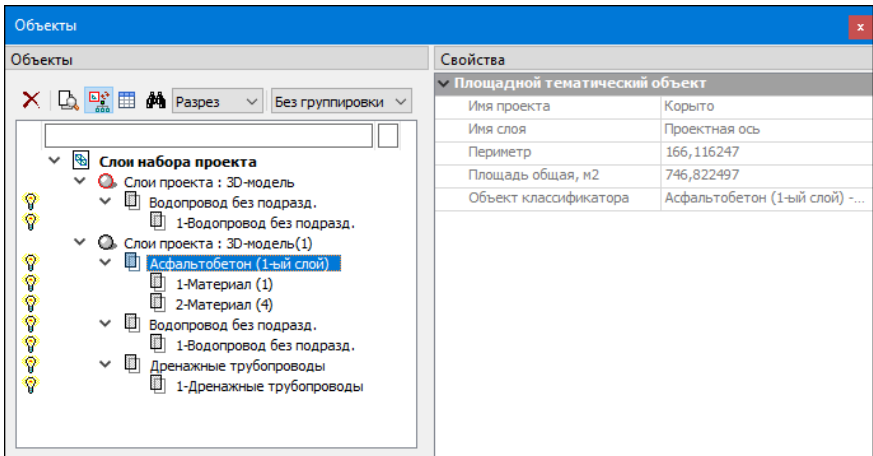 Объекты
x
Объекты
Разрез
Без группировки
Слои набора проекта
Слои проекта : 3D-модель
Водопровод без подразд.
1-Водопровод без подразд.
Слои проекта : 3D-модель(1)
Асфальтобетон (1-ый слой)
1-Материал (1)
2-Материал (4)
Водопровод без подразд.
1-Водопровод без подразд.
Дренажные трубопроводы
1-Дренажные трубопроводы
Свойства
Площадной тематический объект
Имя проекта Корыто
Имя слоя Проектная ось
Периметр 166,116247
Площадь общая, м2 746,822497
Объект классификатора Асфальтобетон (1-ый слой) -...